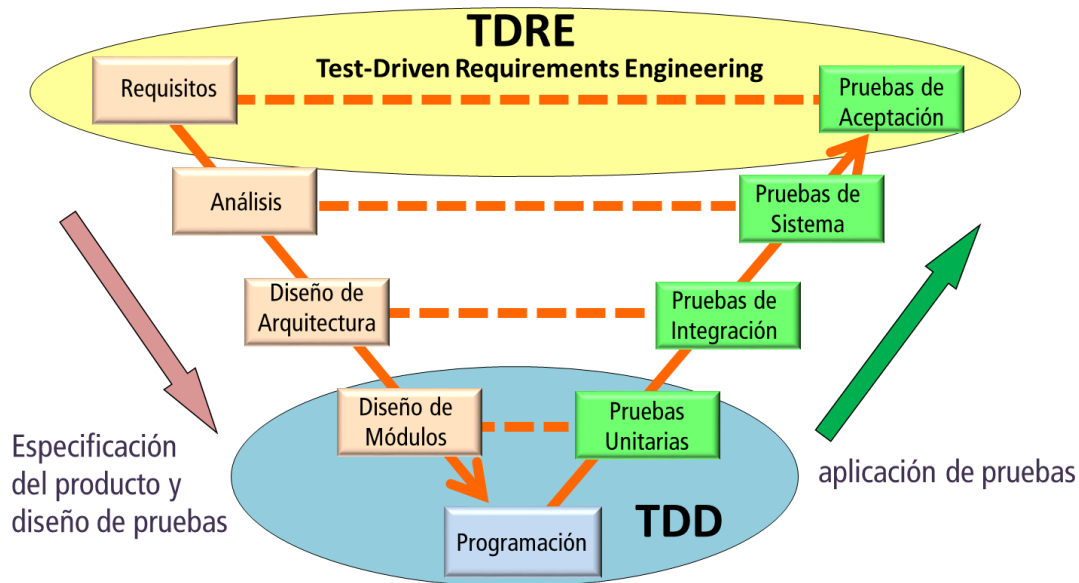 TDRE
Test-Driven Requirements Engineering
Requisitos
Pruebas de
Aceptación
Análisis
Pruebas de
Sistema
Diseño de
Arquitectura
Pruebas de
Integración
Diseño de
Módulos
Pruebas
Unitarias
Especificación
del producto y
diseño de pruebas
aplicación de pruebas
TDD
Programación